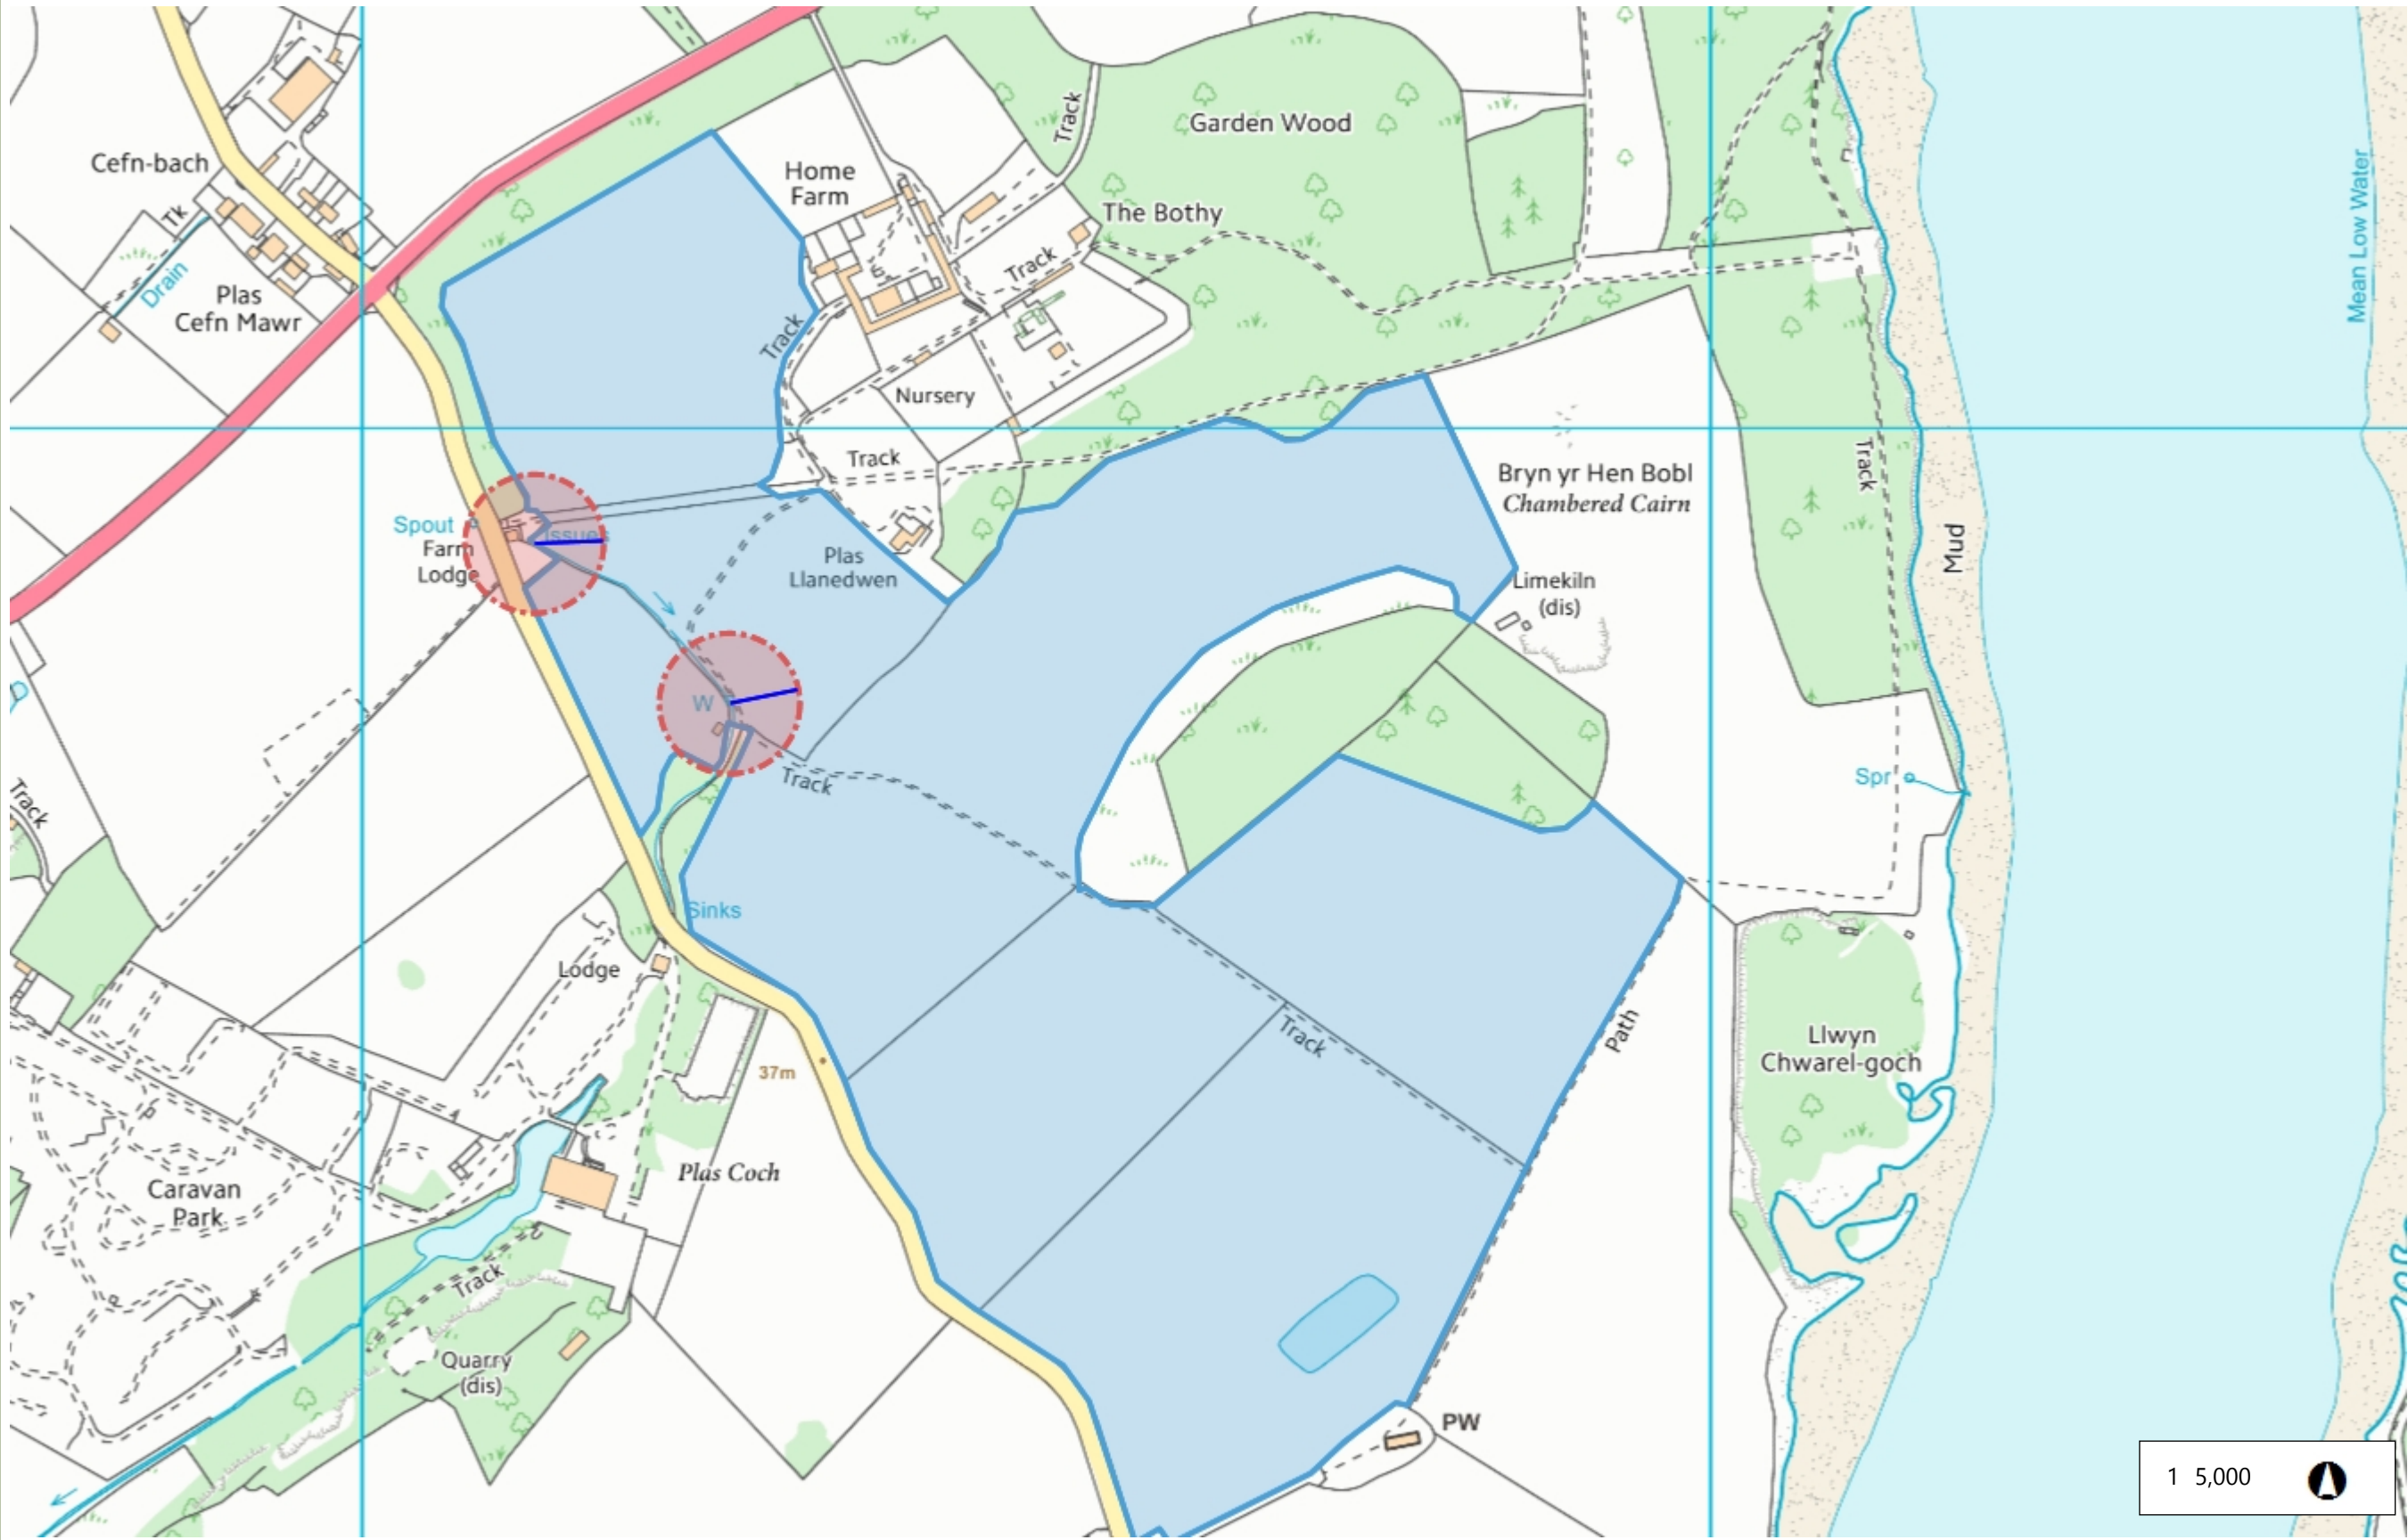 Cefn-bach
Tk
Drain
Plas
Cefn Mawr
Home
Farm
Track
Garden Wood
The Bothy
Track
Track
Nursery
Track
Mean Low Water
Spout
Issues
Farm
Lodge
Plas
Llanedwen
Bryn yr Hen Bobl
Chambered Cairn
Limekiln
(dis)
Track
Mud
W
Track
Spr
Track
Sinks
Lodge
37m
Track
Path
Llwyn
Chwarel-goch
Plas Coch
Caravan
Park
Track
Quarry
(dis)
PW
1 5,000